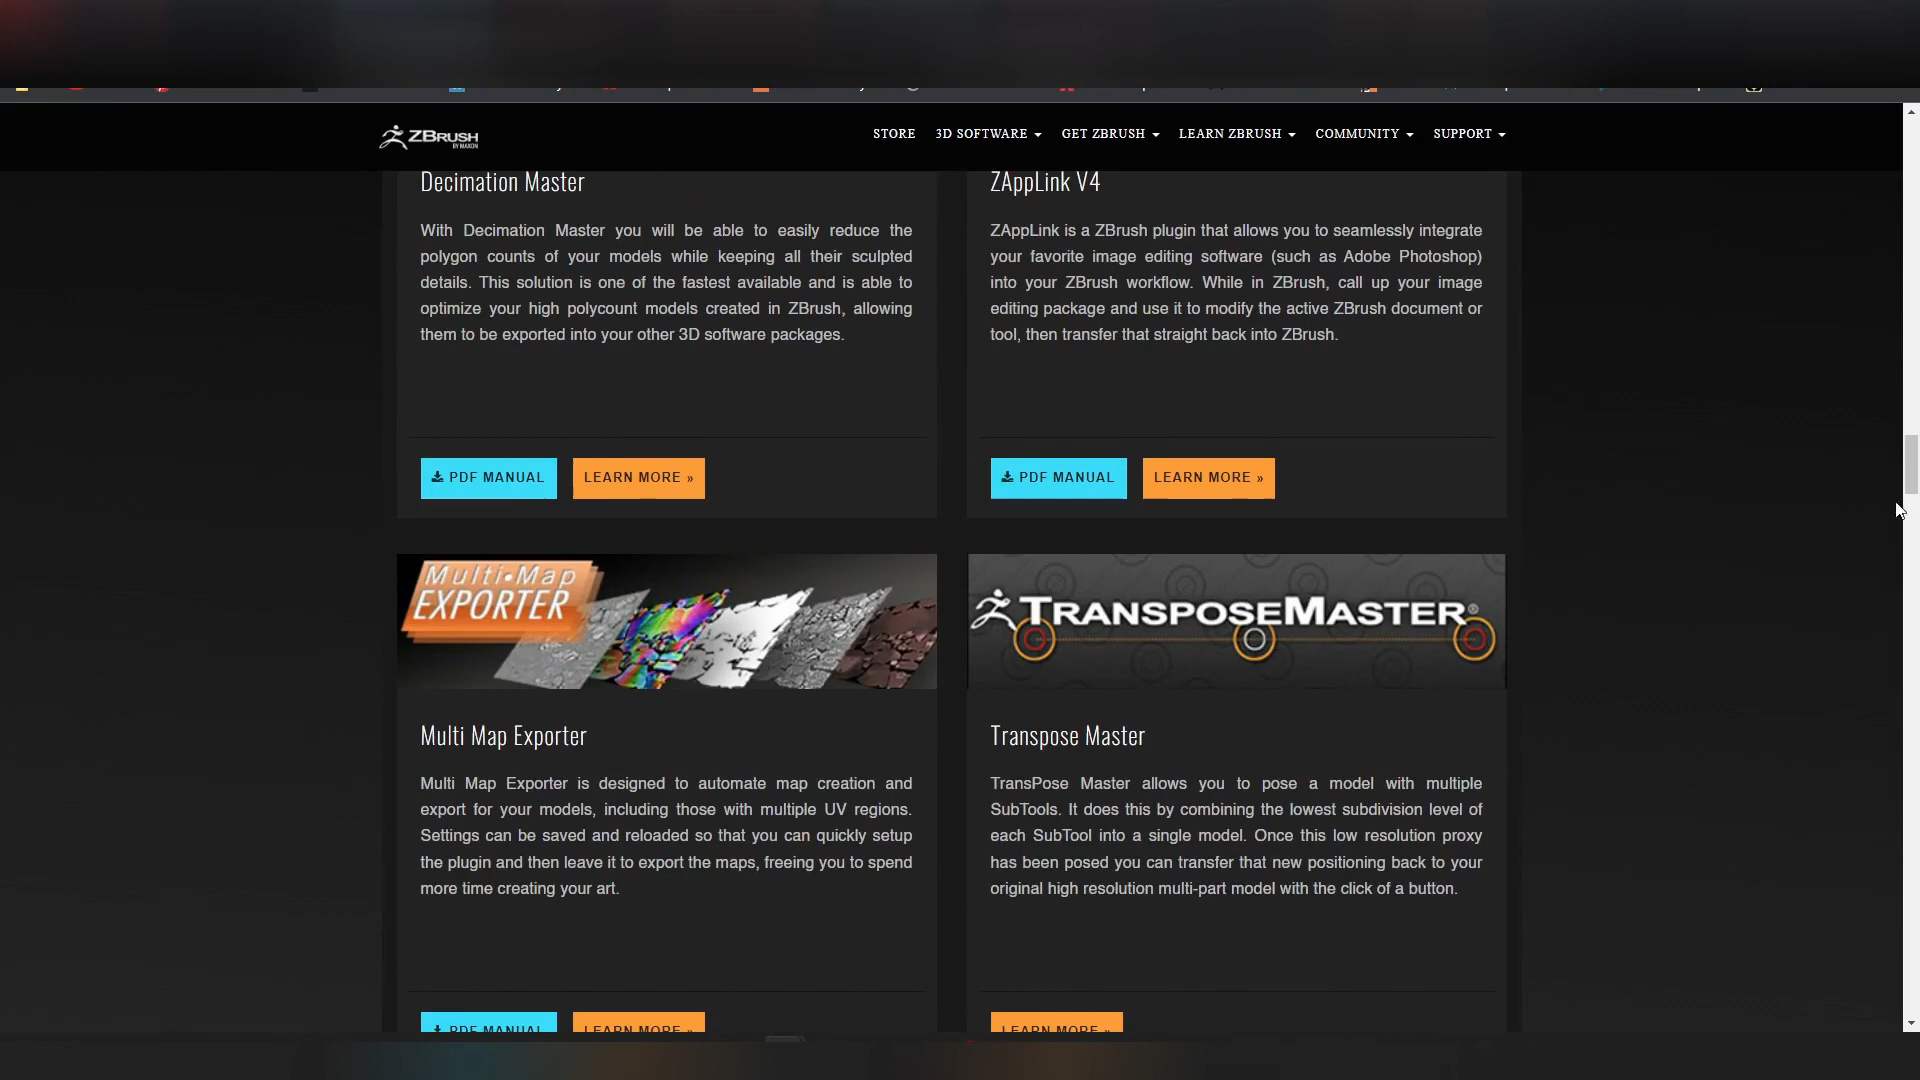 ZBRUSH
BY MAXON
STORE 3D SOFTWARE GET ZBRUSH LEARN ZBRUSH COMMUNITY SUPPORT
Decimation Master
With Decimation Master you will be able to easily reduce the
polygon counts of your models while keeping all their sculpted
details. This solution is one of the fastest available and is able to
optimize your high polycount models created in ZBrush, allowing
them to be exported into your other 3D software packages.
PDF MANUAL LEARN MORE »
ZAppLink V4
ZAppLink is a ZBrush plugin that allows you to seamlessly integrate
your favorite image editing software (such as Adobe Photoshop)
into your ZBrush workflow. While in ZBrush, call up your image
editing package and use it to modify the active ZBrush document or
tool, then transfer that straight back into ZBrush.
PDF MANUAL LEARN MORE »
Multi•Map
EXPORTER
Multi Map Exporter
Multi Map Exporter is designed to automate map creation and
export for your models, including those with multiple UV regions.
Settings can be saved and reloaded so that you can quickly setup
the plugin and then leave it to export the maps, freeing you to spend
more time creating your art.
PDF MANUAL LEARN MORE »
TRANSPOSEMASTER®
Transpose Master
TransPose Master allows you to pose a model with multiple
SubTools. It does this by combining the lowest subdivision level of
each SubTool into a single model. Once this low resolution proxy
has been posed you can transfer that new positioning back to your
original high resolution multi-part model with the click of a button.
LEARN MORE »